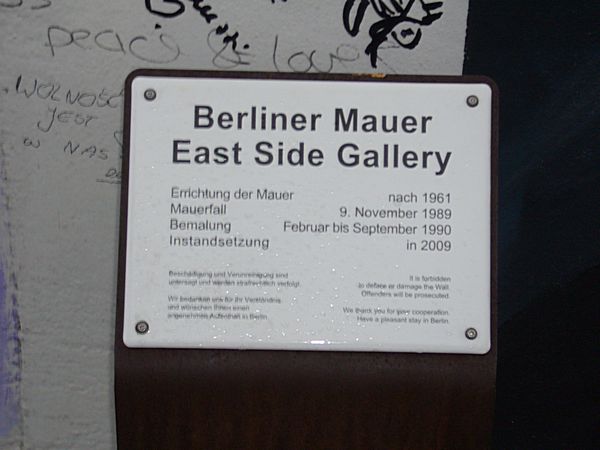 peace & love
WOLNOŚĆ
JEST
W NAS
Berliner Mauer
East Side Gallery
Errichtung der Mauer nach 1961
Mauerfall 9. November 1989
Bemalung Februar bis September 1990
Instandsetzung in 2009
Beschädigung und Verunreinigung sind
untersagt und werden strafrechtlich verfolgt.
Wir bedanken uns für Ihr Verständnis
und wünschen Ihnen einen
angenehmen Aufenthalt in Berlin.
It is forbidden
to deface or damage the Wall.
Offenders will be prosecuted.
We thank you for your cooperation.
Have a pleasant stay in Berlin.